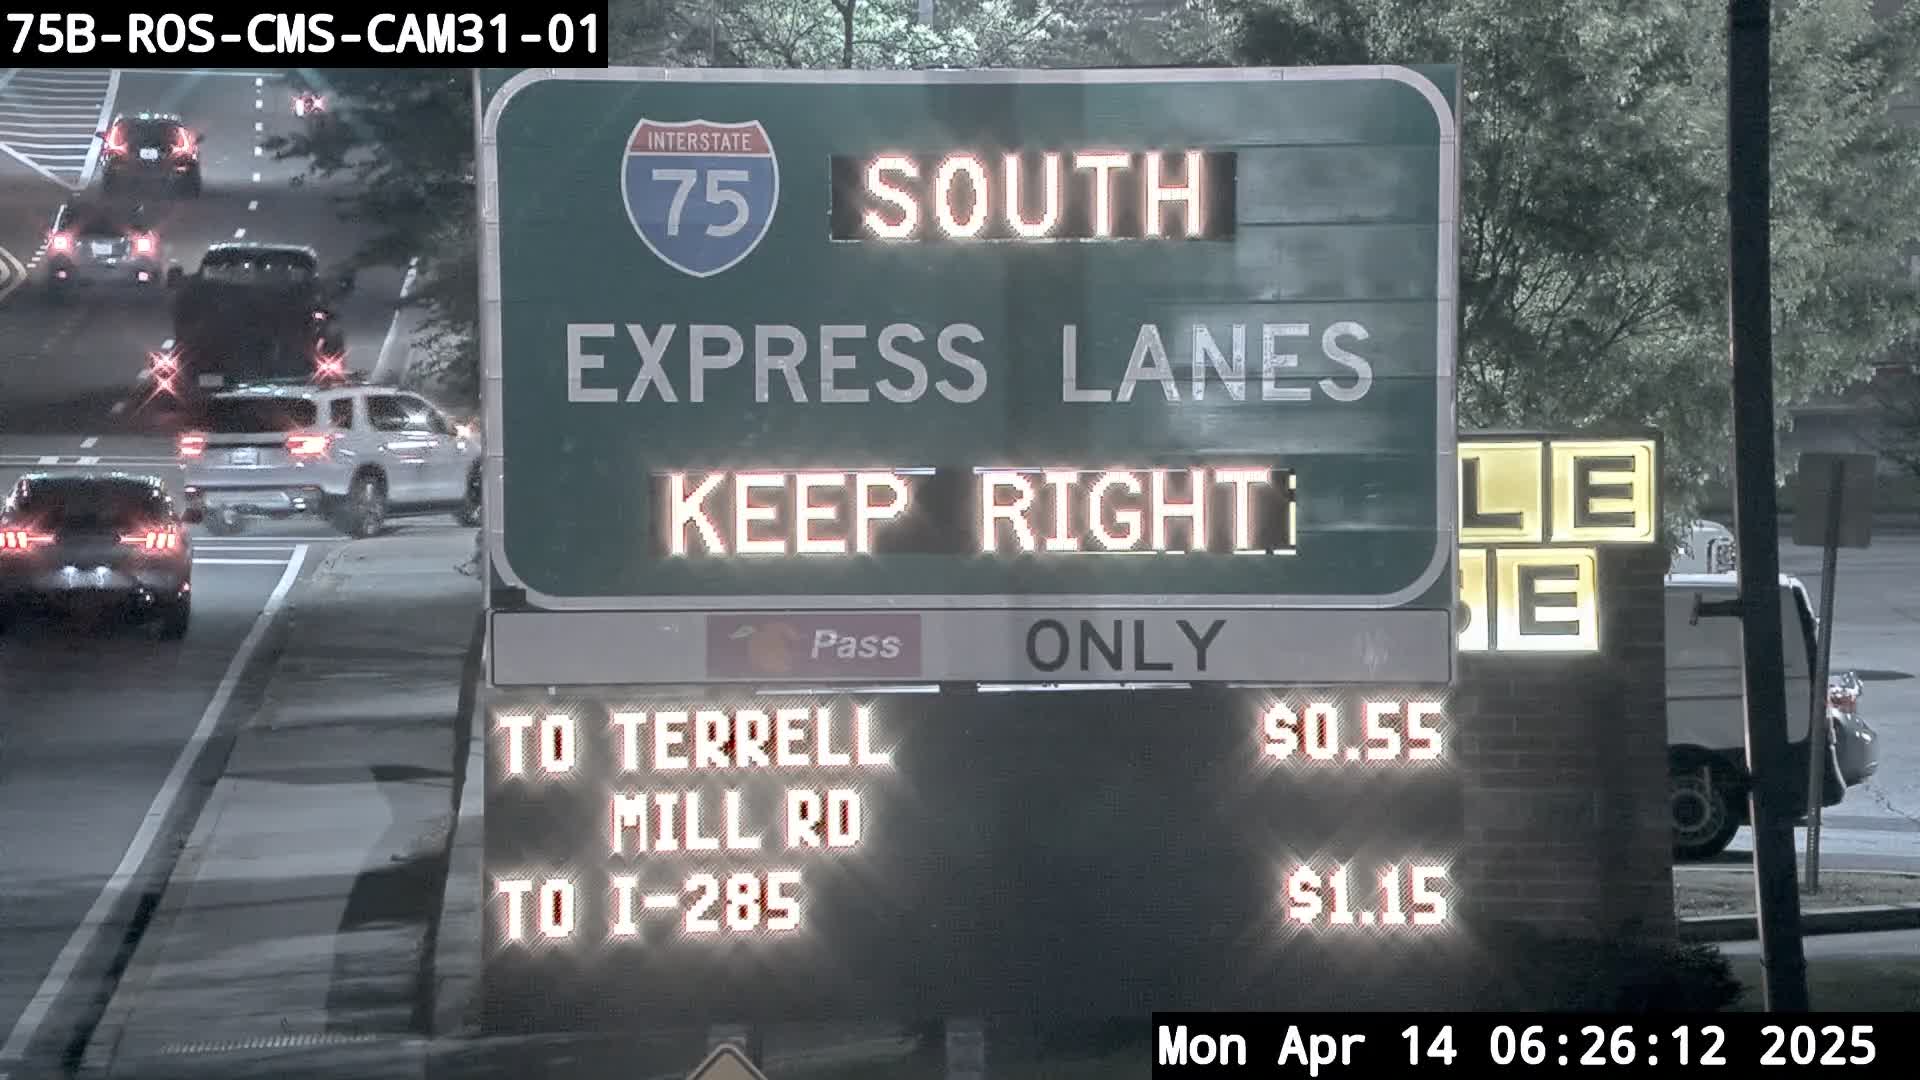 75B-ROS-CMS-CAM31-01
INTERSTATE
75
SOUTH
EXPRESS LANES
KEEP RIGHT
Pass ONLY
TO TERRELL $0.55
MILL RD
TO I-285 $1.15
LE
E
Mon Apr 14 06:26:12 2025